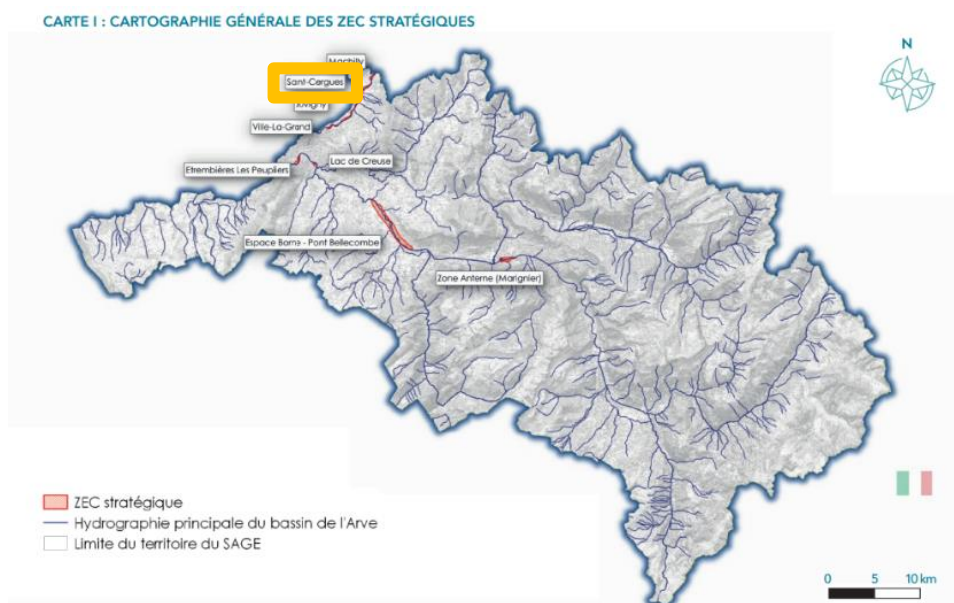 CARTE I : CARTOGRAPHIE GÉNÉRALE DES ZEC STRATÉGIQUES
N
Machilly
Sant-Cergues
Juvigny
Ville-La-Grand
Etrembières Les Peupliers
Lac de Creuse
Espace Borne - Pont Bellecombe
Zone Anterne (Marignier)
ZEC stratégique
Hydrographie principale du bassin de l'Arve
Limite du territoire du SAGE
0 5 10 km